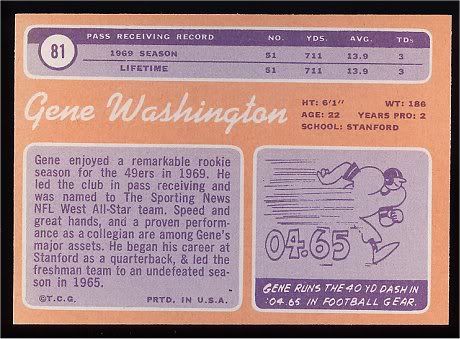 81
PASS RECEIVING RECORD NO. YDS. AVG. TDs
1969 SEASON 51 711 13.9 3
LIFETIME 51 711 13.9 3
Gene Washington
HT: 6'1" WT: 186
AGE: 22 YEARS PRO: 2
SCHOOL: STANFORD
Gene enjoyed a remarkable rookie
season for the 49ers in 1969. He
led the club in pass receiving and
was named to The Sporting News
NFL West All-Star team. Speed and
great hands, and a proven perform-
ance as a collegian are among Gene's
major assets. He began his career at
Stanford as a quarterback, & led the
freshman team to an undefeated sea-
son in 1965.
©T.C.G. PRTD. IN U.S.A.
04.65
GENE RUNS THE 40 YD DASH IN
'04.65 IN FOOTBALL GEAR.